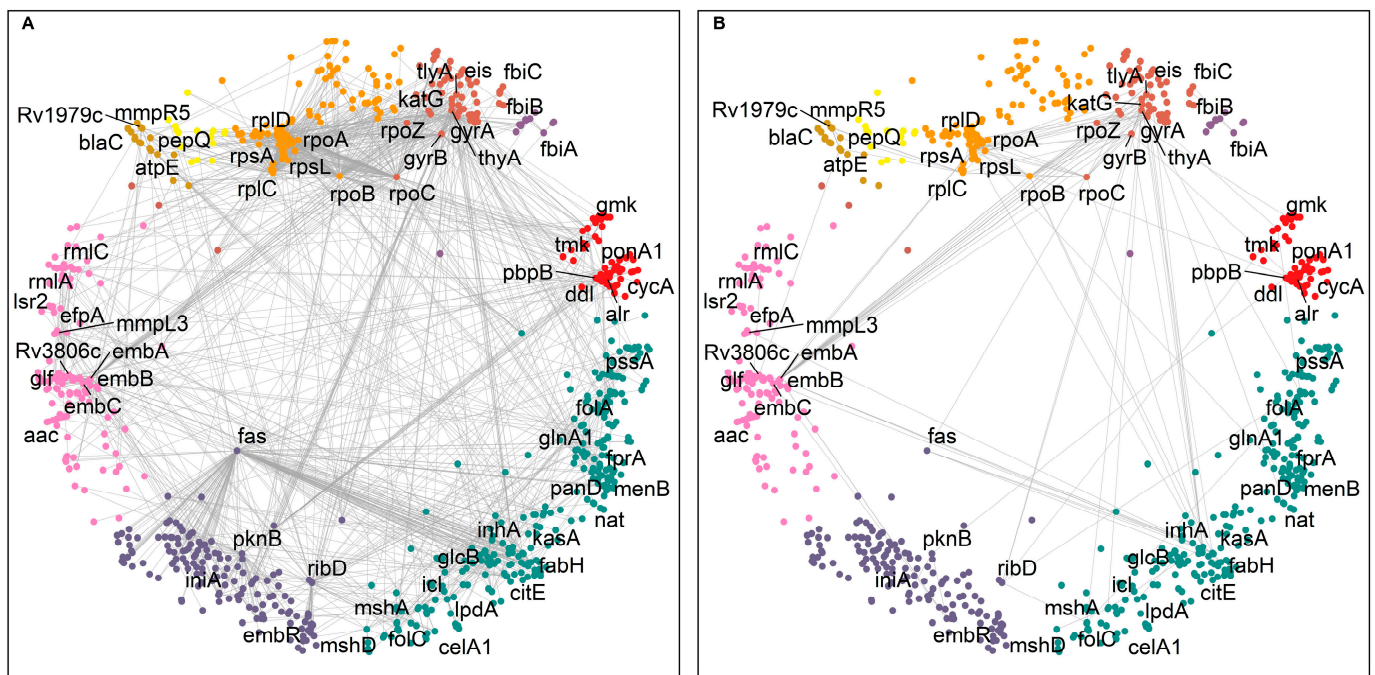 A
tlyA eis fbiC
Rv1979c mmpR5 katG fbiB
blaC pepQ rplD rpoA rpoZ gyrA fbiA
atpE rpsA rpsL gyrB thyA
rplC rpoB rpoC
gmk
rmlC tmk ponA1
rmlA pbpB
lsr2 efpA ddl cycA
mmpL3 alr
Rv3806c embA pssA
glf embB
embC folA
aac fas glnA1 fprA
panD menB
nat
pknB inhA kasA
iniA ribD glcB fabH
icl citE
mshA lpdA
embR mshD folC celA1
B
tlyA eis fbiC
Rv1979c mmpR5 katG fbiB
blaC pepQ rplD rpoA rpoZ gyrA fbiA
atpE rpsA rpsL gyrB thyA
rplC rpoB rpoC
gmk
rmlC tmk ponA1
rmlA pbpB
lsr2 efpA ddl cycA
mmpL3 alr
Rv3806c embA pssA
glf embB
embC folA
aac fas glnA1 fprA
panD menB
nat
pknB inhA kasA
iniA ribD glcB fabH
icl citE
mshA lpdA
embR mshD folC celA1